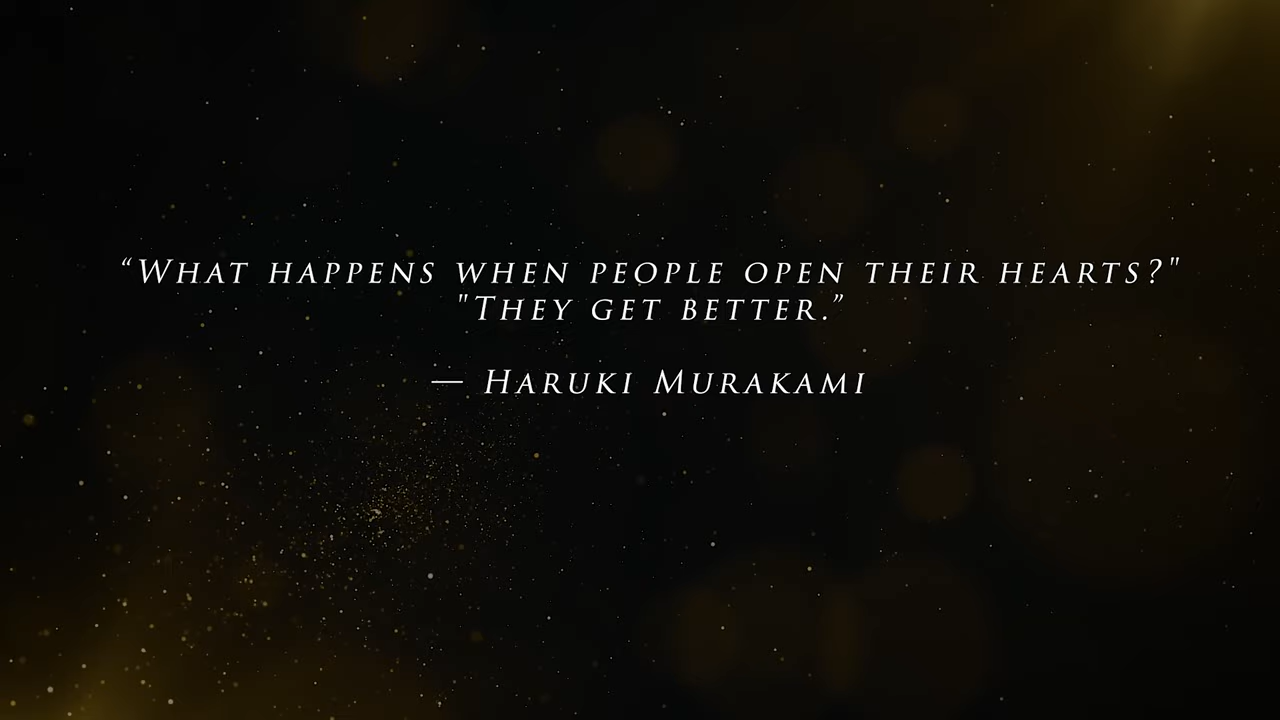 “What happens when people open their hearts?"
"They get better.”
— Haruki Murakami